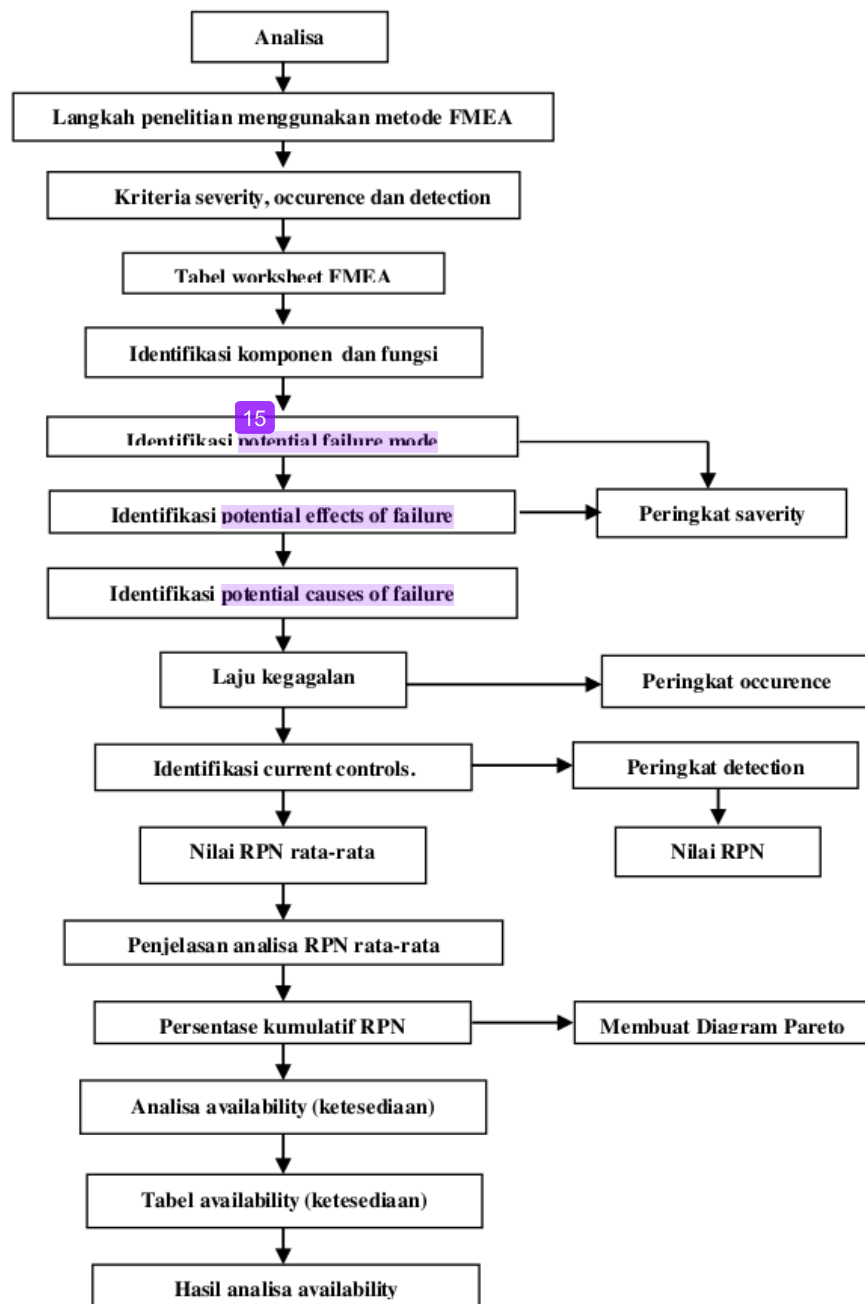 Analisa
Langkah penelitian menggunakan metode FMEA
Kriteria severity, occurence dan detection
Tabel worksheet FMEA
Identifikasi komponen dan fungsi
15
Identifikasi potential failure mode
Identifikasi potential effects of failure
Peringkat saverity
Identifikasi potential causes of failure
Laju kegagalan
Peringkat occurence
Identifikasi current controls.
Peringkat detection
Nilai RPN rata-rata
Nilai RPN
Penjelasan analisa RPN rata-rata
Persentase kumulatif RPN
Membuat Diagram Pareto
Analisa availability (ketesediaan)
Tabel availability (ketesediaan)
Hasil analisa availability